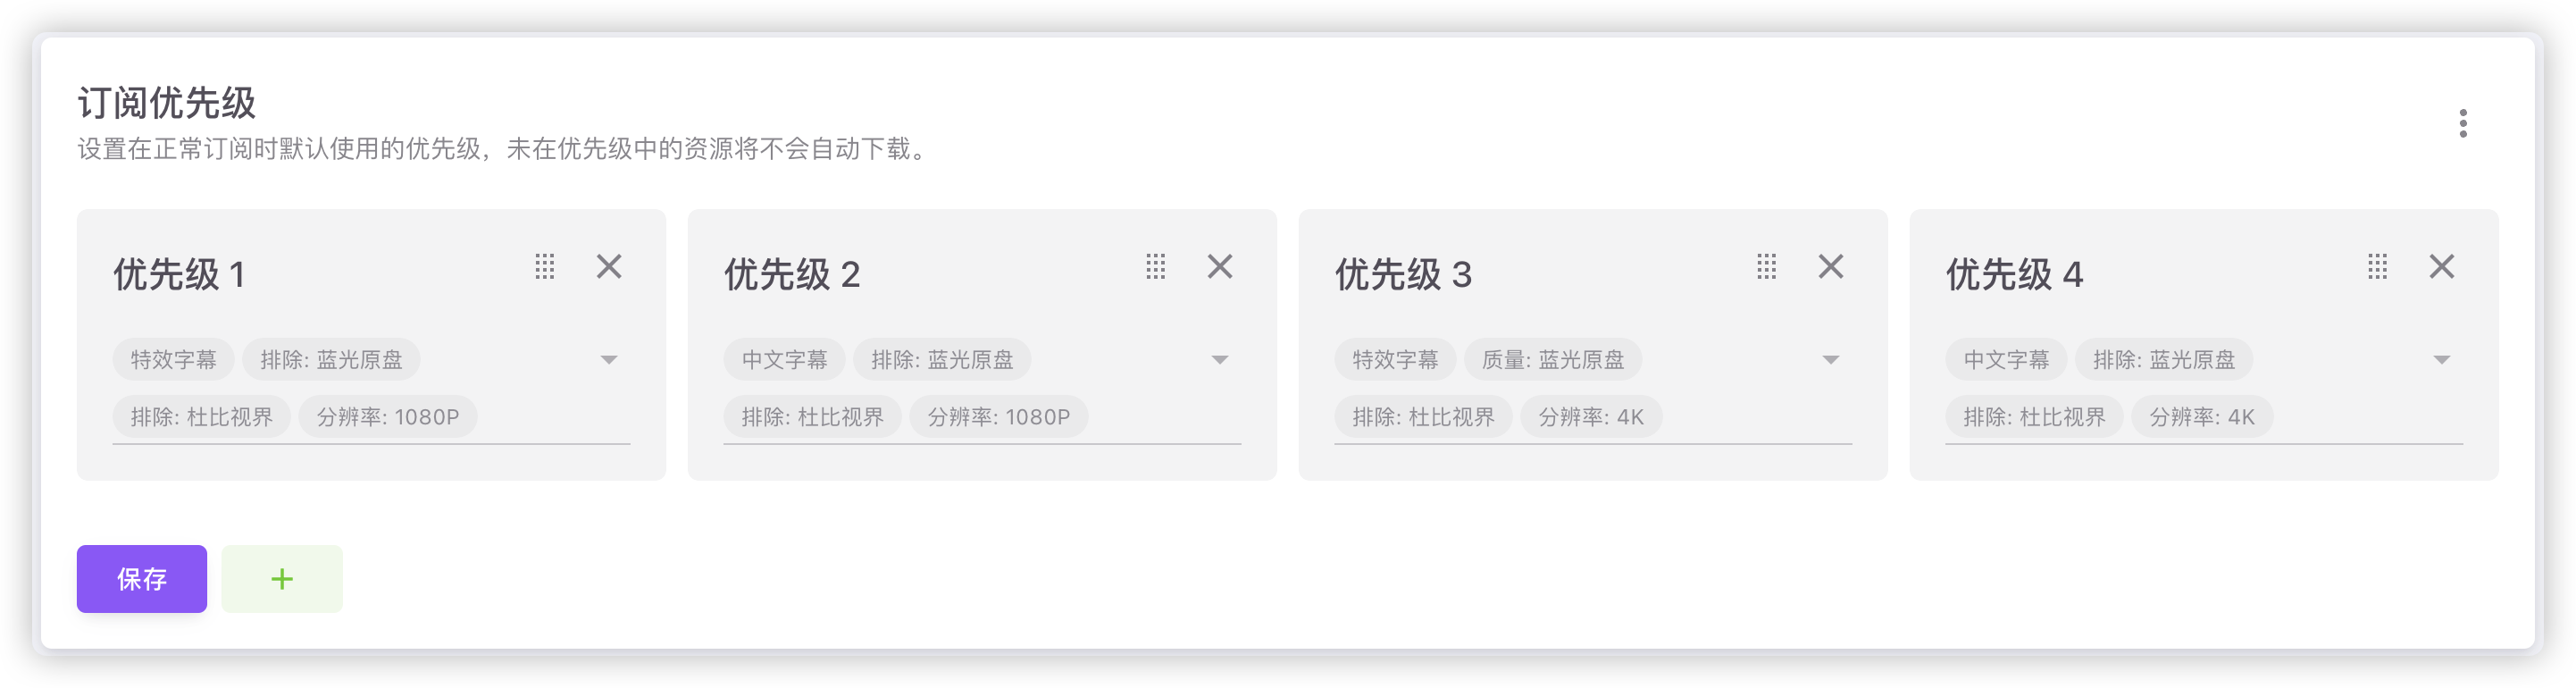 订阅优先级
设置在正常订阅时默认使用的优先级，未在优先级中的资源将不会自动下载。
优先级 1
特效字幕 排除: 蓝光原盘
排除: 杜比视界 分辨率: 1080P
优先级 2
中文字幕 排除: 蓝光原盘
排除: 杜比视界 分辨率: 1080P
优先级 3
特效字幕 质量: 蓝光原盘
排除: 杜比视界 分辨率: 4K
优先级 4
中文字幕 排除: 蓝光原盘
排除: 杜比视界 分辨率: 4K
保存